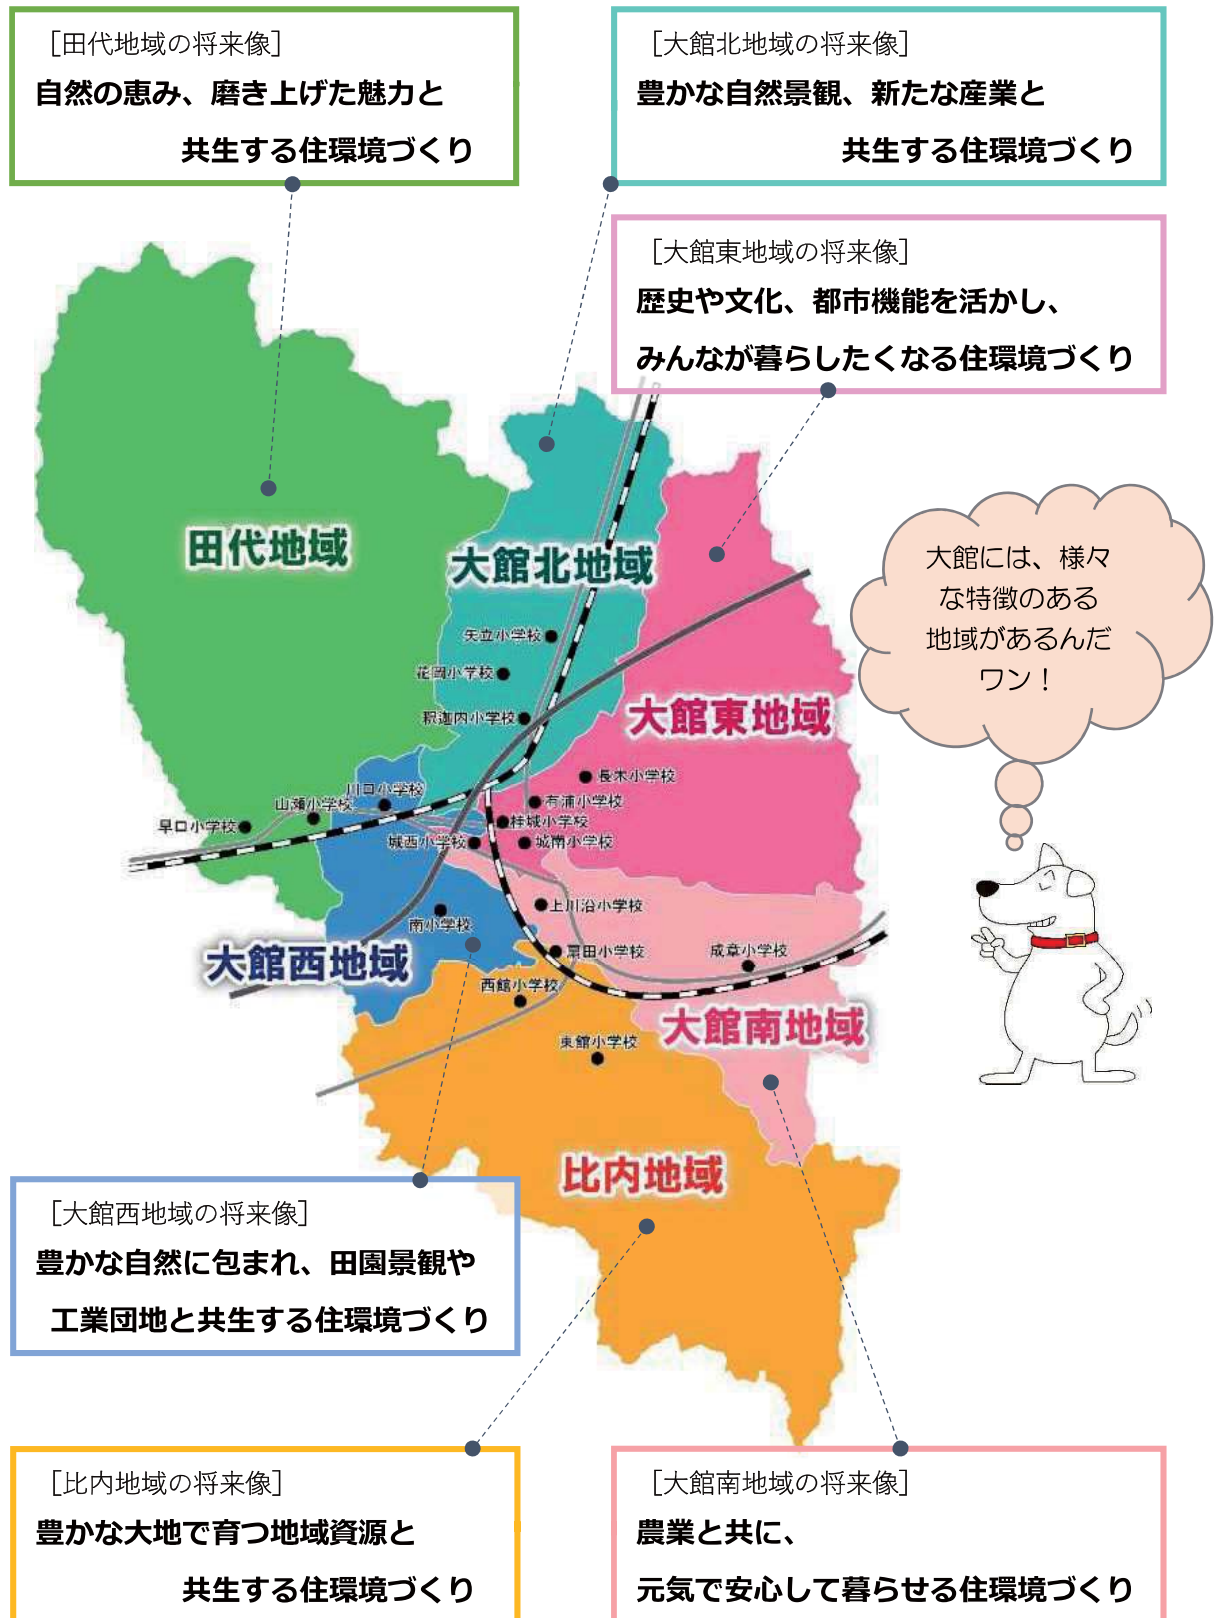 ［田代地域の将来像］
自然の恵み、磨き上げた魅力と
共生する住環境づくり
［大館北地域の将来像］
豊かな自然景観、新たな産業と
共生する住環境づくり
［大館東地域の将来像］
歴史や文化、都市機能を活かし、
みんなが暮らしたくなる住環境づくり
田代地域
大館北地域
大館には、様々
な特徴のある
地域があるんだ
ワン！
矢立小学校
花岡小学校
釈迦内小学校
大館東地域
長木小学校
川口小学校
山瀬小学校
有浦小学校
早口小学校
桂城小学校
城西小学校
城南小学校
上川沿小学校
南小学校
大館西地域
扇田小学校
成章小学校
西館小学校
大館南地域
東館小学校
比内地域
［大館西地域の将来像］
豊かな自然に包まれ、田園景観や
工業団地と共生する住環境づくり
［比内地域の将来像］
豊かな大地で育つ地域資源と
共生する住環境づくり
［大館南地域の将来像］
農業と共に、
元気で安心して暮らせる住環境づくり